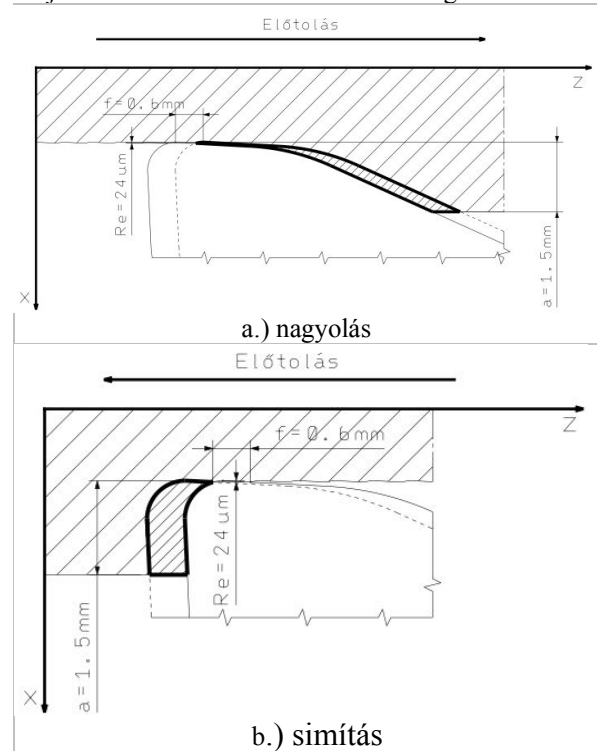 Előtolás
Z
f=0.6mm
Re=24um
a=1.5mm
X
a.) nagyolás
Előtolás
Z
f=0.6mm
Re=24um
a=1.5mm
X
b.) simítás